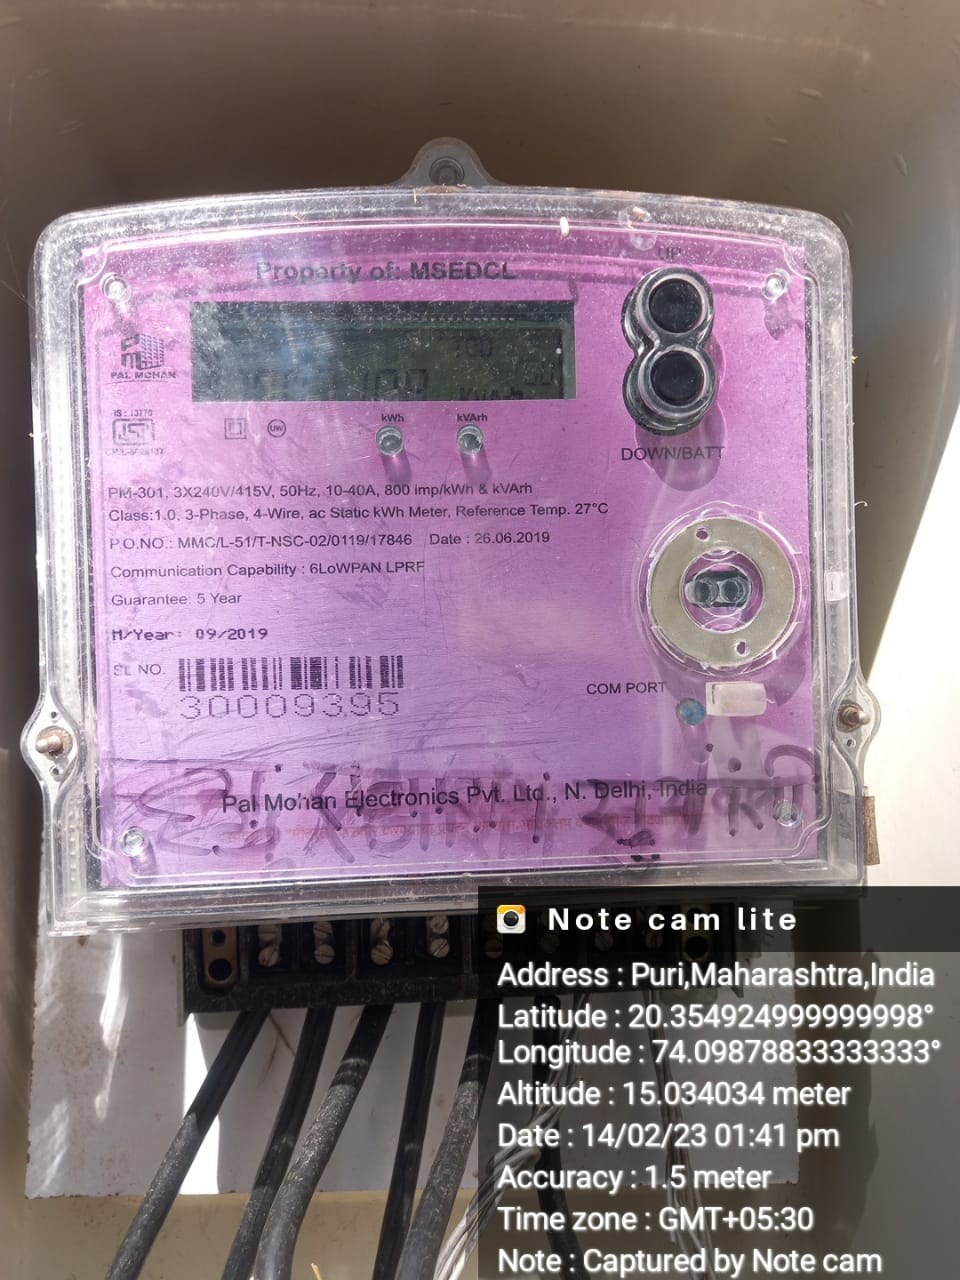 Property of: MSEDCL
UP
PAL MOHAN
IS : 13779
ISI
UW
kWh
kVArh
DOWN/BATT
PM-301, 3X240V/415V, 50Hz, 10-40A, 800 imp/kWh & kVArh
Class:1.0, 3-Phase, 4-Wire, ac Static kWh Meter, Reference Temp. 27°C
P.O.NO.: MMC/L-51/T-NSC-02/0119/17846 Date : 26.06.2019
Communication Capability : 6LoWPAN LPRF
Guarantee: 5 Year
M/Year: 09/2019
SL NO.
30009395
COM PORT
Pal Mohan Electronics Pvt. Ltd., N. Delhi, India
Note cam lite
Address : Puri,Maharashtra,India
Latitude : 20.354924999999998°
Longitude : 74.09878833333333°
Altitude : 15.034034 meter
Date : 14/02/23 01:41 pm
Accuracy : 1.5 meter
Time zone : GMT+05:30
Note : Captured by Note cam